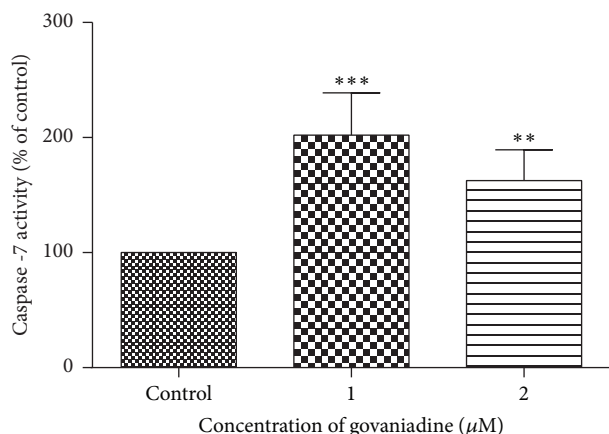 300
200
100
0
Caspase -7 activity (% of control)
***
**
Control
1
2
Concentration of govaniadine (μM)